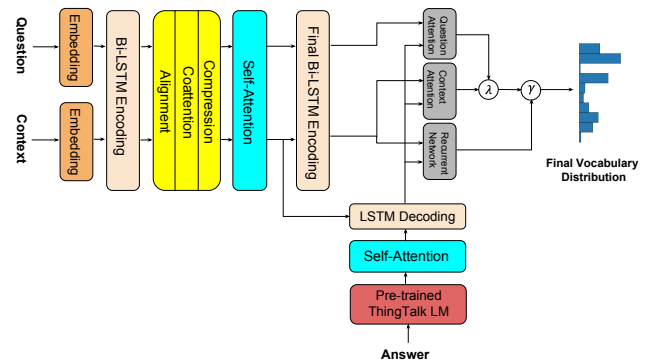 Question
Context
Embedding
Embedding
Bi-LSTM Encoding
Alignment
Coattention
Compression
Self-Attention
Final Bi-LSTM Encoding
Question
Attention
Context
Attention
Recurrent
Network
λ
γ
Final Vocabulary
Distribution
LSTM Decoding
Self-Attention
Pre-trained
ThingTalk LM
Answer